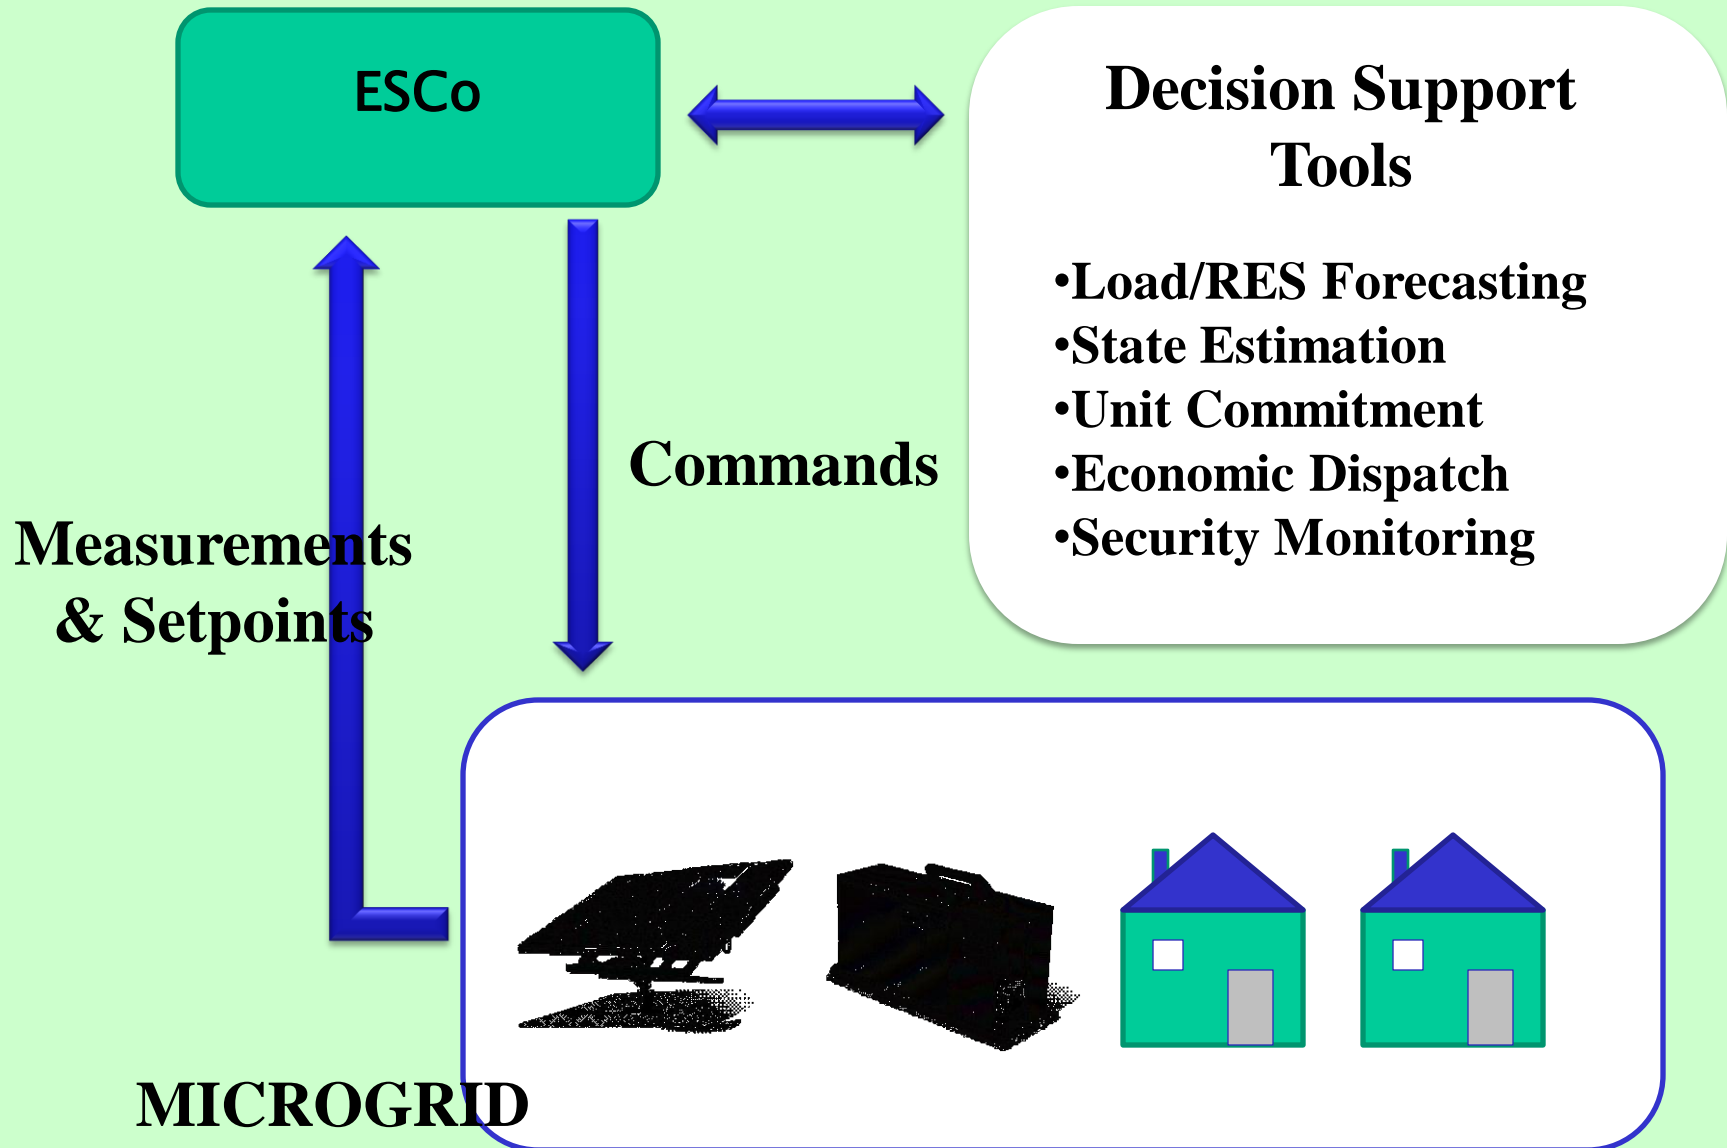 ESCo
Decision Support
Tools
•Load/RES Forecasting
•State Estimation
•Unit Commitment
•Economic Dispatch
•Security Monitoring
Commands
Measurements
& Setpoints
MICROGRID